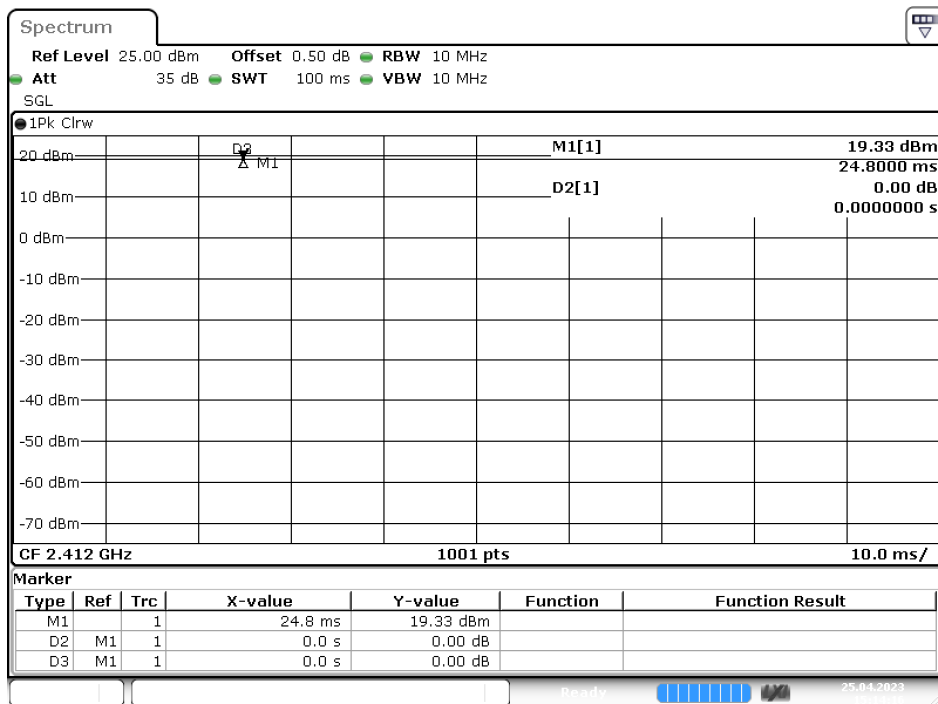 Spectrum
Ref Level 25.00 dBm Offset 0.50 dB RBW 10 MHz
Att 35 dB SWT 100 ms VBW 10 MHz
SGL
1Pk Clrw
M1[1] 19.33 dBm
24.8000 ms
D2[1] 0.00 dB
0.0000000 s
D3
M1
20 dBm
10 dBm
0 dBm
-10 dBm
-20 dBm
-30 dBm
-40 dBm
-50 dBm
-60 dBm
-70 dBm
CF 2.412 GHz 1001 pts 10.0 ms/
Marker
Type Ref Trc X-value Y-value Function Function Result
M1 1 24.8 ms 19.33 dBm
D2 M1 1 0.0 s 0.00 dB
D3 M1 1 0.0 s 0.00 dB
Ready 25.04.2023